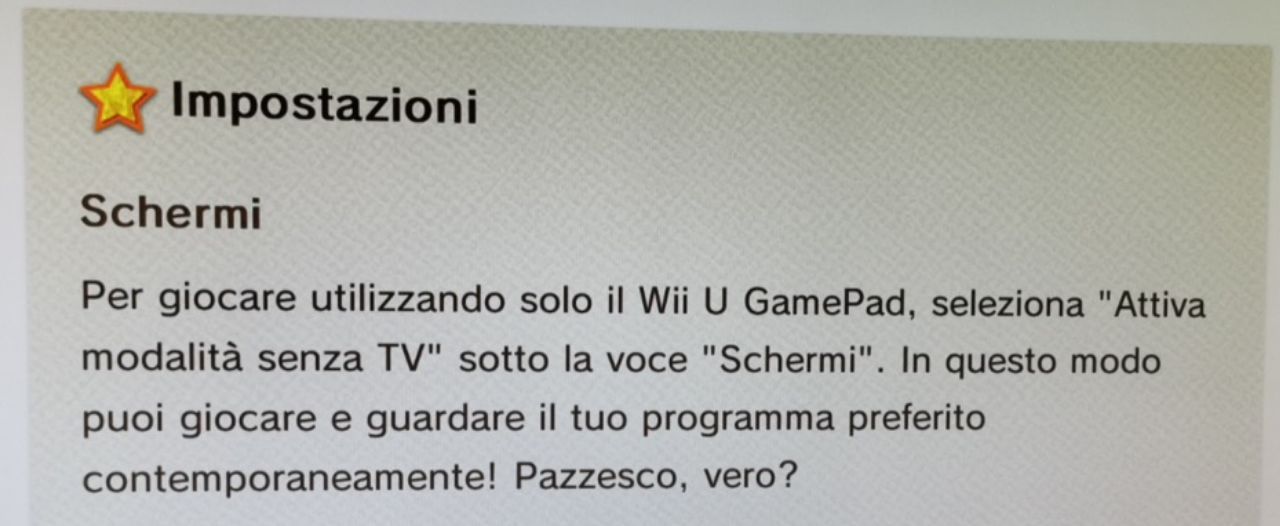 Impostazioni
Schermi
Per giocare utilizzando solo il Wii U GamePad, seleziona "Attiva
modalità senza TV" sotto la voce "Schermi". In questo modo
puoi giocare e guardare il tuo programma preferito
contemporaneamente! Pazzesco, vero?